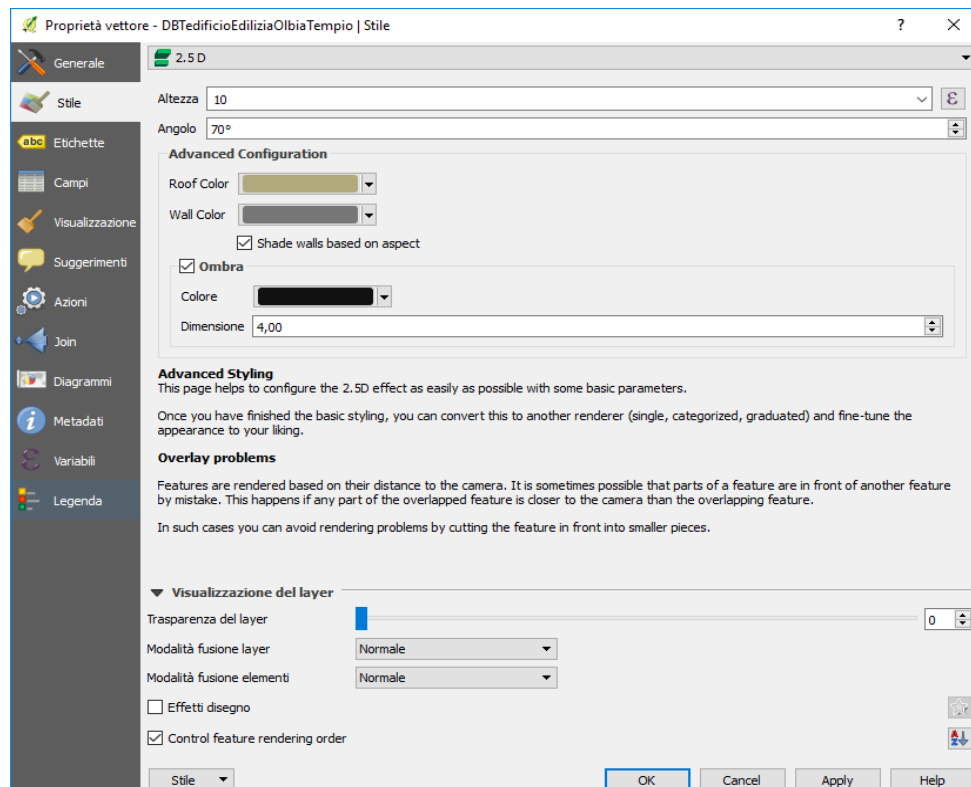 Proprietà vettore - DBTedificioEdiliziaOlbiaTempio | Stile
?
Generale
Stile
abc Etichette
Campi
Visualizzazione
Suggerimenti
Azioni
Join
Diagrammi
Metadati
Variabili
Legenda
2.5 D
Altezza 10 ε
Angolo 70°
Advanced Configuration
Roof Color
Wall Color
Shade walls based on aspect
Ombra
Colore
Dimensione 4,00
Advanced Styling
This page helps to configure the 2.5D effect as easily as possible with some basic parameters.
Once you have finished the basic styling, you can convert this to another renderer (single, categorized, graduated) and fine-tune the
appearance to your liking.
Overlay problems
Features are rendered based on their distance to the camera. It is sometimes possible that parts of a feature are in front of another feature
by mistake. This happens if any part of the overlapped feature is closer to the camera than the overlapping feature.
In such cases you can avoid rendering problems by cutting the feature in front into smaller pieces.
Visualizzazione del layer
Trasparenza del layer 0
Modalità fusione layer Normale
Modalità fusione elementi Normale
Effetti disegno
Control feature rendering order
Stile OK Cancel Apply Help